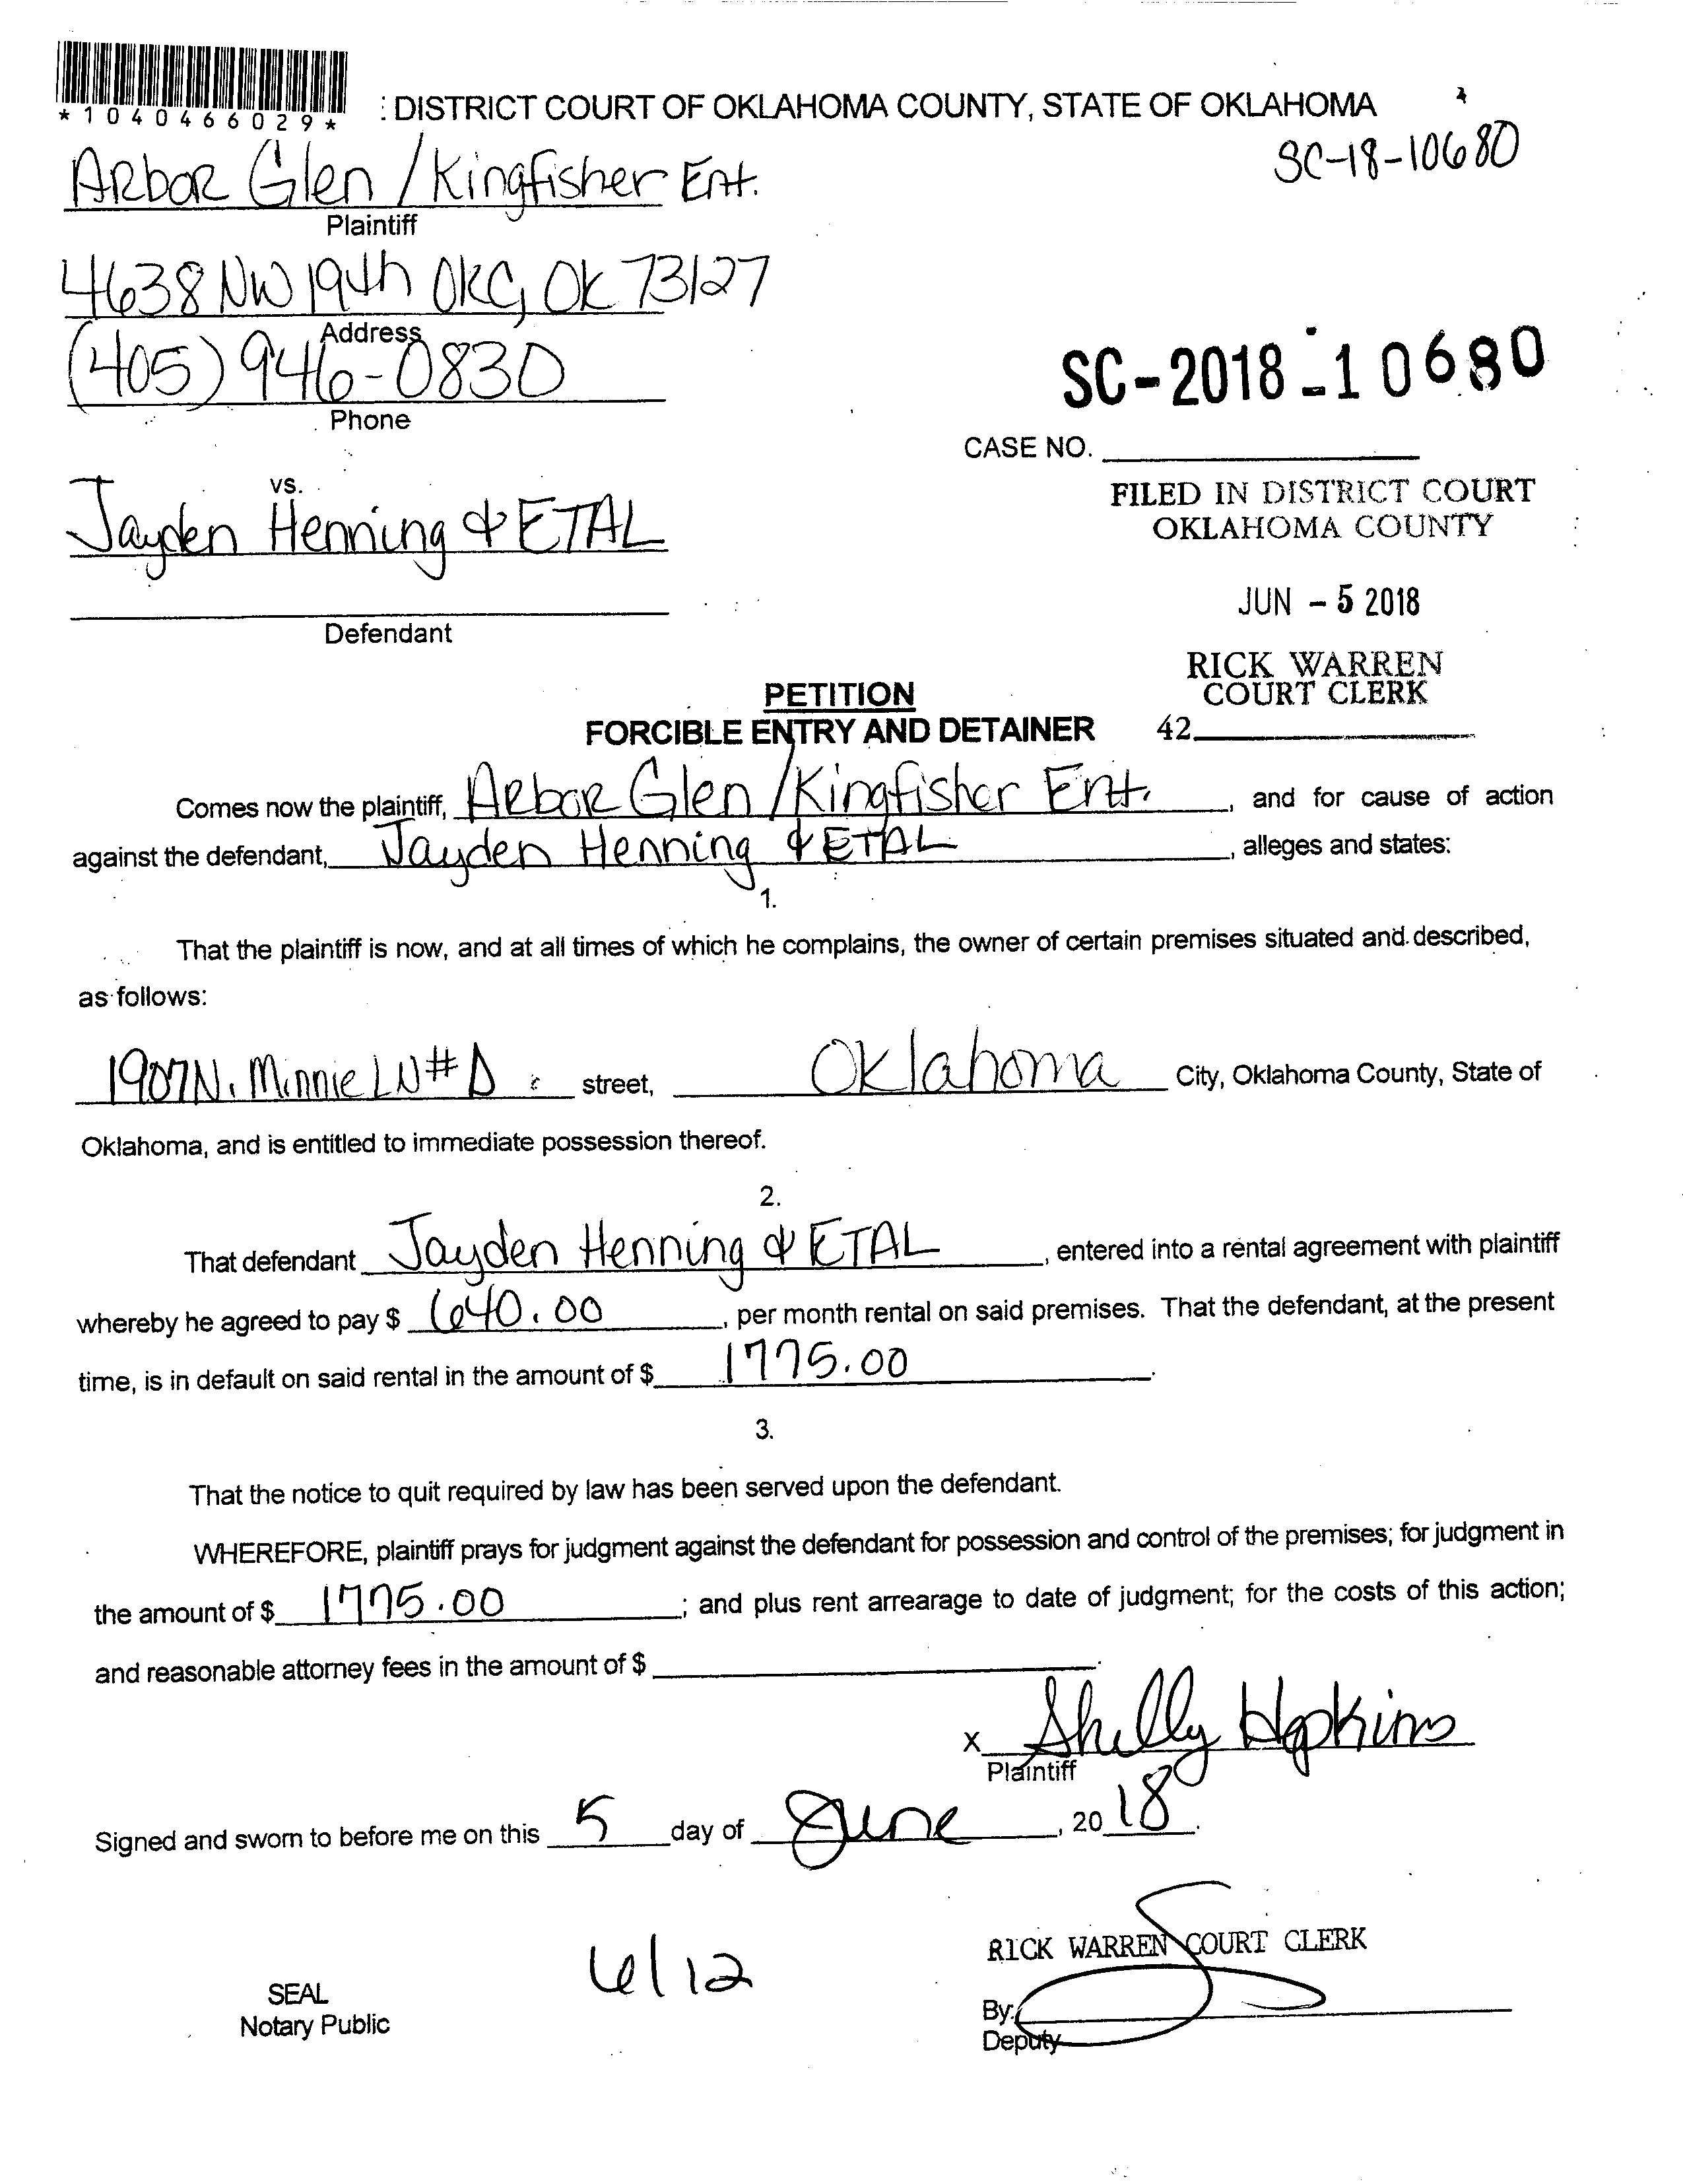 *1040466029*
: DISTRICT COURT OF OKLAHOMA COUNTY, STATE OF OKLAHOMA
SC-18-10680
Arbor Glen / Kingfisher Ent.
Plaintiff
4638 NW 19th OKC, OK 73127
Address
(405) 946-0830
Phone
SC-2018-10680
CASE NO.
vs.
Jayden Henning & ETAL
Defendant
FILED IN DISTRICT COURT
OKLAHOMA COUNTY
JUN - 5 2018
RICK WARREN
COURT CLERK
42
PETITION
FORCIBLE ENTRY AND DETAINER
Comes now the plaintiff, Arbor Glen / Kingfisher Ent. , and for cause of action
against the defendant, Jayden Henning & ETAL , alleges and states:
1.
That the plaintiff is now, and at all times of which he complains, the owner of certain premises situated and described,
as follows:
1907 N. Minnie LN # D street, Oklahoma City, Oklahoma County, State of
Oklahoma, and is entitled to immediate possession thereof.
2.
That defendant Jayden Henning & ETAL , entered into a rental agreement with plaintiff
whereby he agreed to pay $ 640.00 , per month rental on said premises. That the defendant, at the present
time, is in default on said rental in the amount of $ 1775.00 .
3.
That the notice to quit required by law has been served upon the defendant.
WHEREFORE, plaintiff prays for judgment against the defendant for possession and control of the premises; for judgment in
the amount of $ 1775.00 ; and plus rent arrearage to date of judgment; for the costs of this action;
and reasonable attorney fees in the amount of $ .
X Shelly Hopkins
Plaintiff
Signed and sworn to before me on this 5 day of June , 20 18 .
6/12
RICK WARREN COURT CLERK
SEAL
Notary Public
By:
Deputy